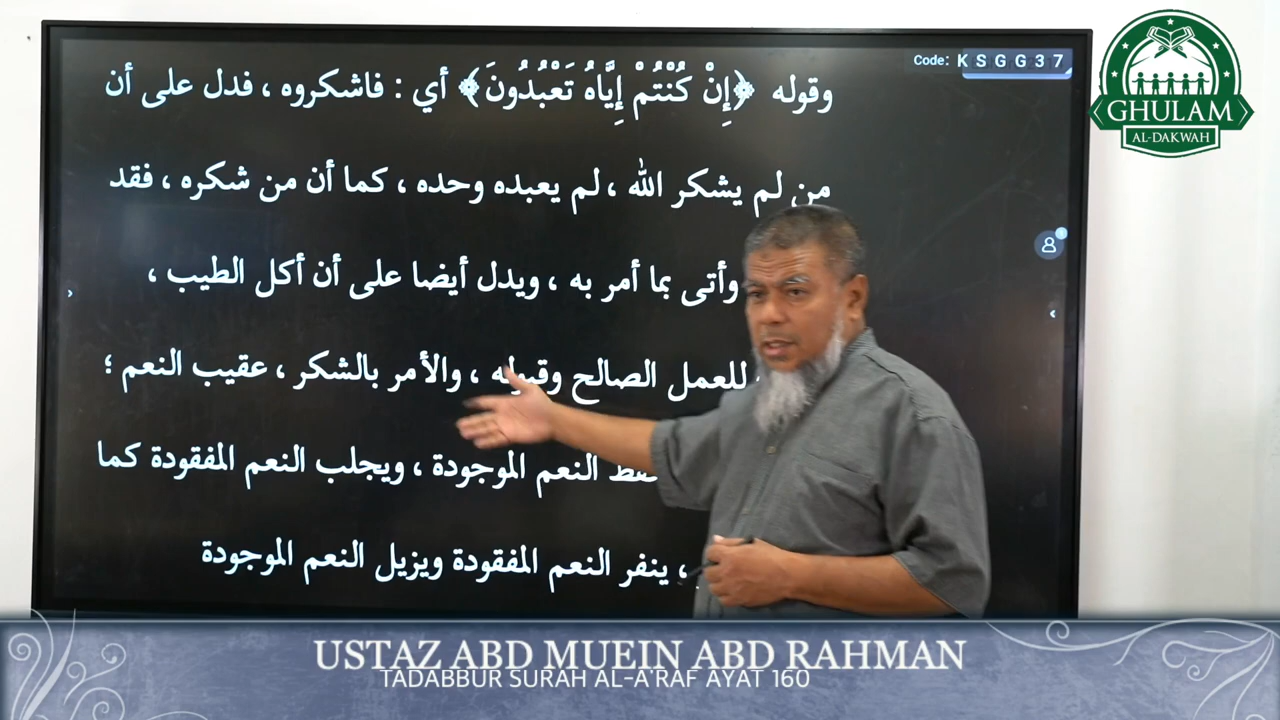 Code: K S G G 3 7
وقوله ﴿إِنْ كُنْتُمْ إِيَّاهُ تَعْبُدُونَ﴾ أي : فاشكروه ، فدل على أن
من لم يشكر الله ، لم يعبده وحده ، كما أن من شكره ، فقد
وأتى بما أمر به ، ويدل أيضا على أن أكل الطيب ،
للعمل الصالح وقبوله ، والأمر بالشكر ، عقيب النعم ؛
النعم الموجودة ، ويجلب النعم المفقودة كما
، ينفر النعم المفقودة ويزيل النعم الموجودة
GHULAM
AL-DAKWAH
USTAZ ABD MUEIN ABD RAHMAN
TADABBUR SURAH AL-A'RAF AYAT 160